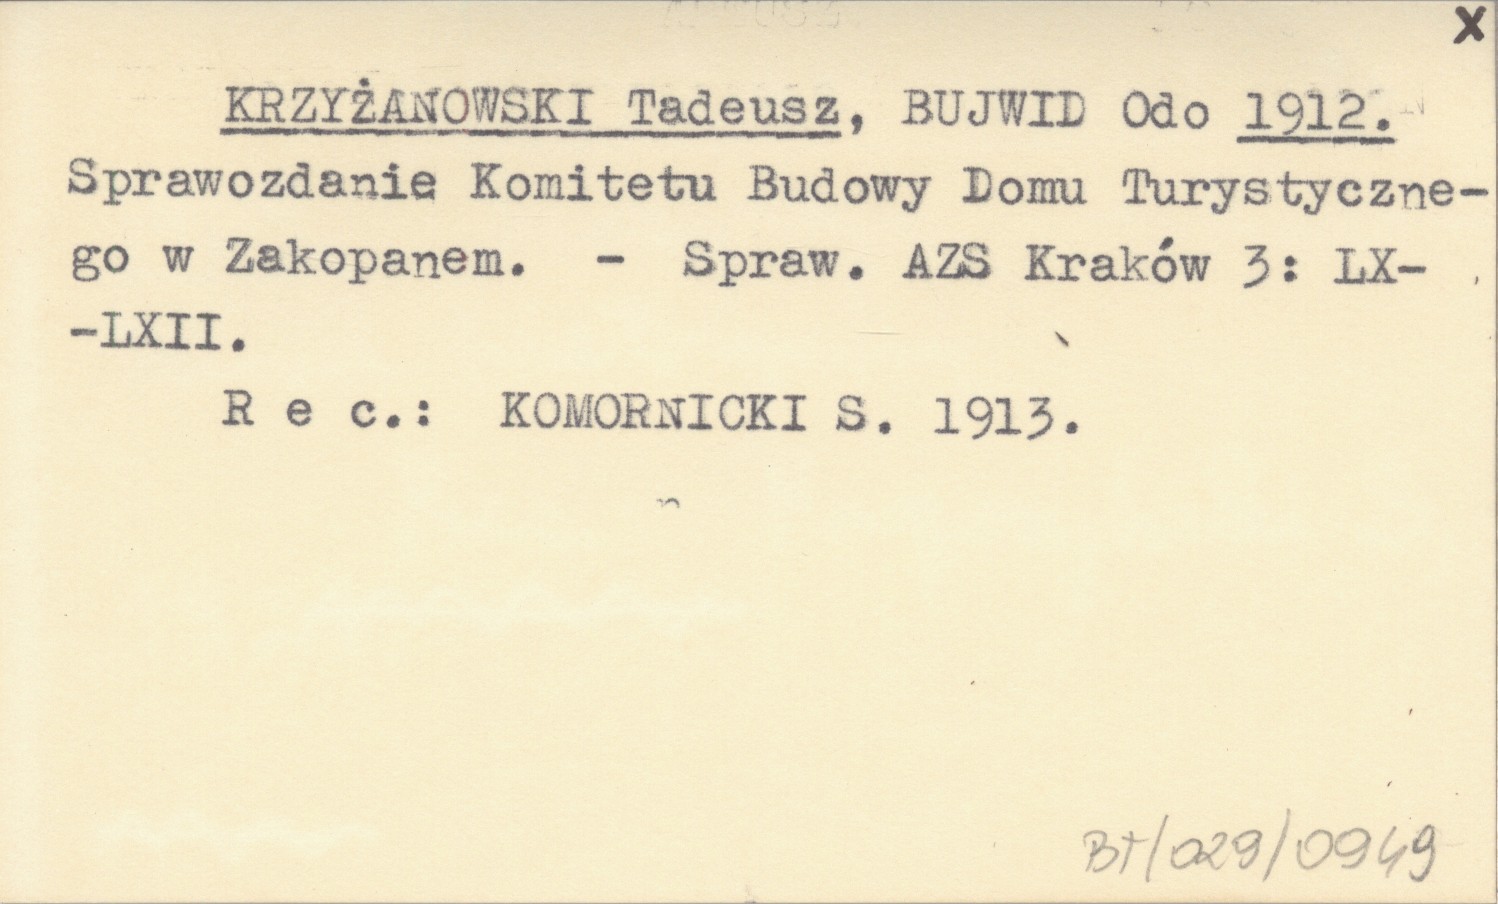 x
KRZYŻANOWSKI Tadeusz, BUJWID Odo 1912.
Sprawozdanie Komitetu Budowy Domu Turystyczne-
go w Zakopanem. - Spraw. AZS Kraków 3: LX-
-LXII.
R e c.: KOMORNICKI S. 1913.
BT/029/0949